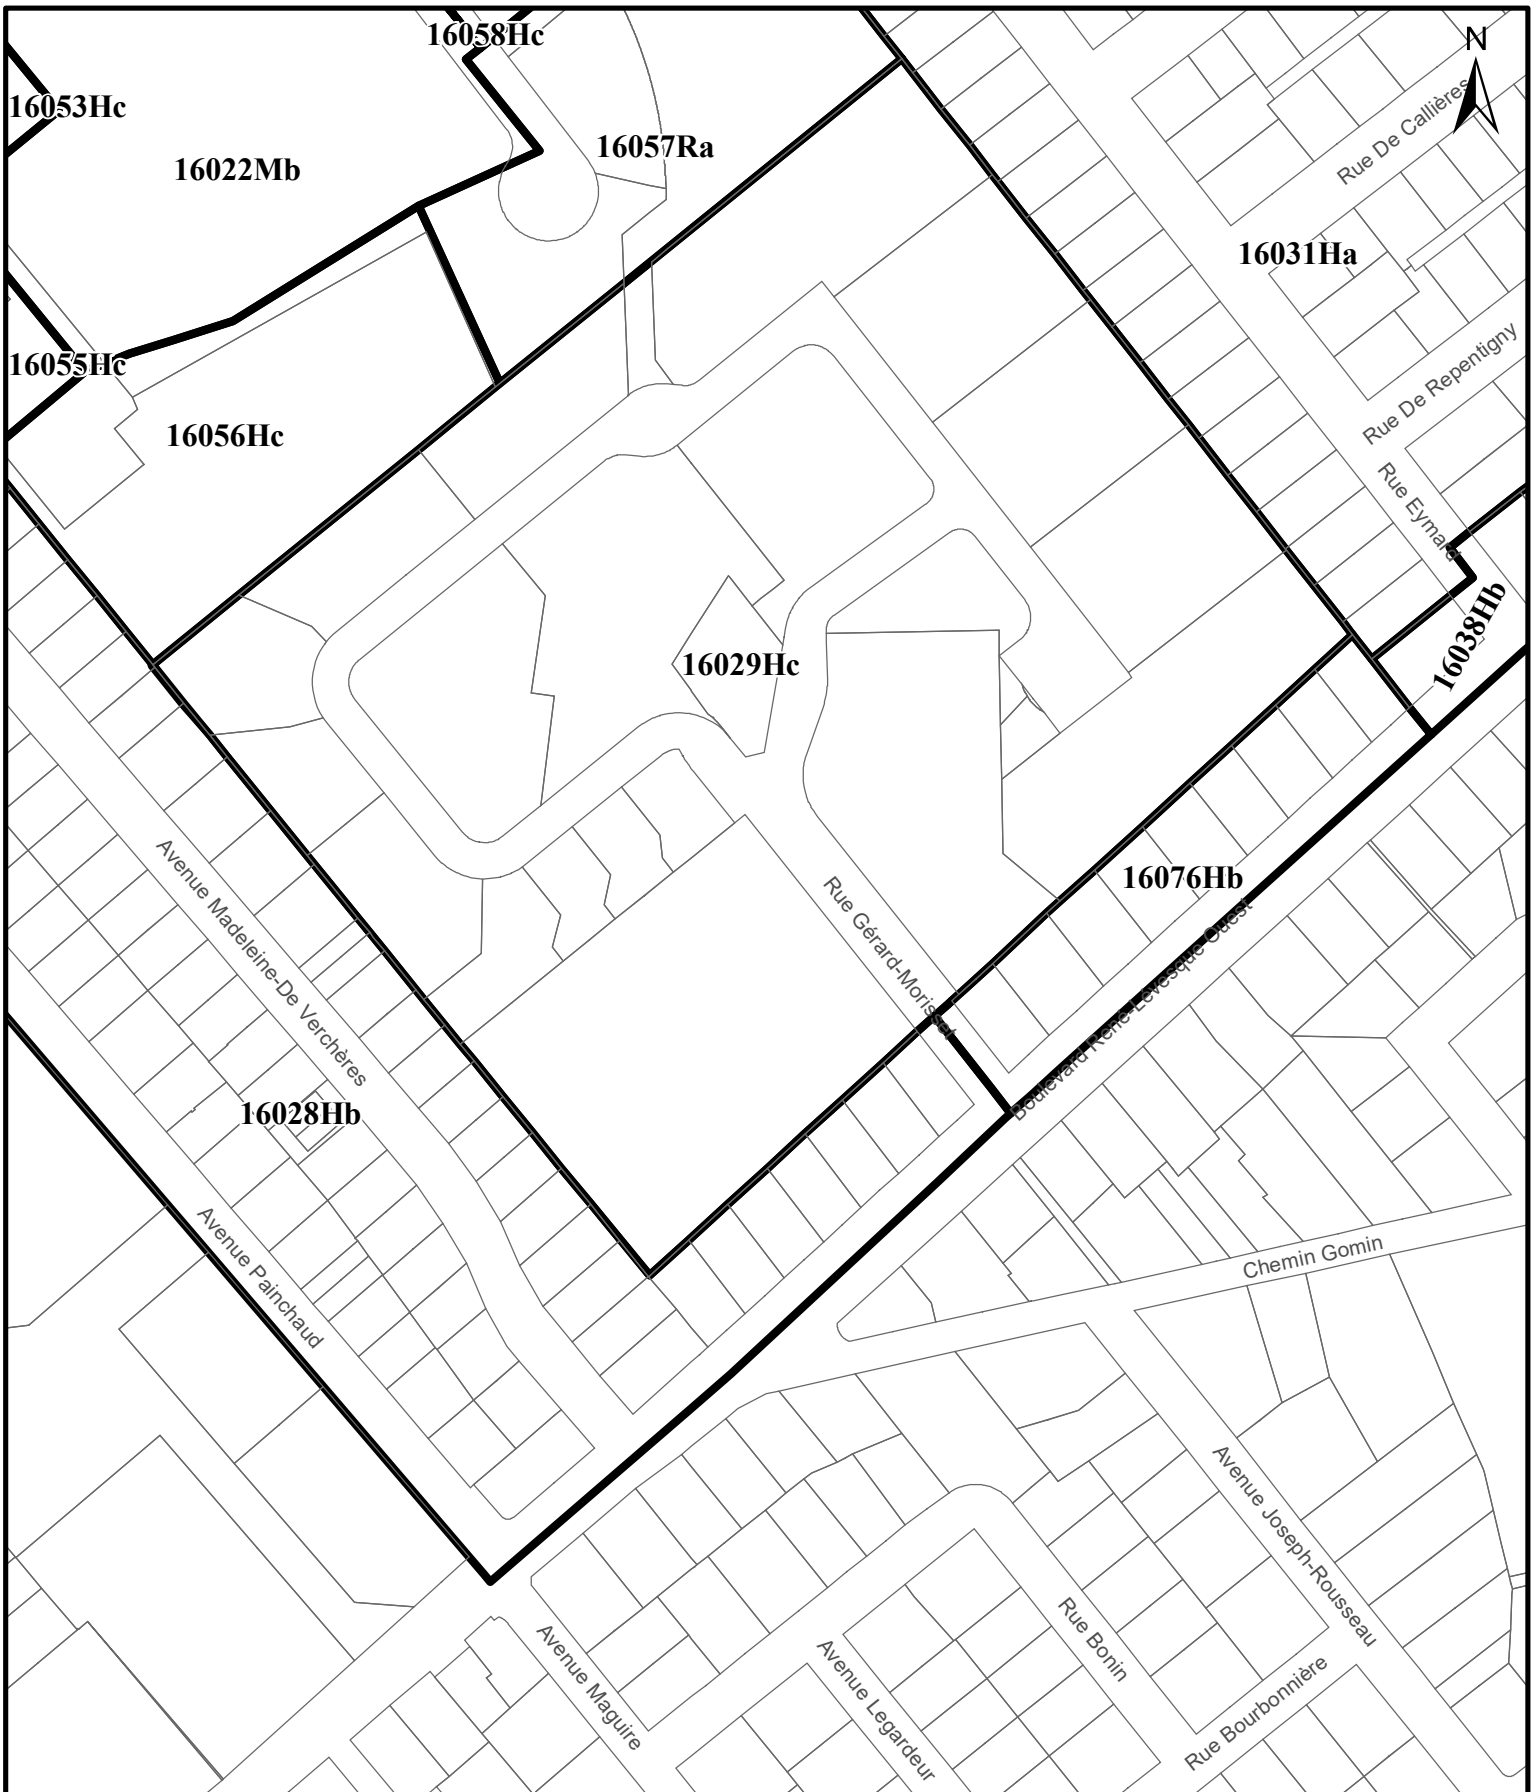 16058Hc
N
16053Hc
Rue De Callières
16057Ra
16022Mb
16031Ha
16055Hc
Rue De Repentigny
16056Hc
Rue Eymard
16038Hb
16029Hc
16076Hb
Avenue Madeleine-De Verchères
Rue Gérard-Morisset
Boulevard René-Lévesque Ouest
16028Hb
Avenue Painchaud
Chemin Gomin
Avenue Joseph-Rousseau
Rue Bonin
Avenue Maguire
Avenue Legardeur
Rue Bourbonnière